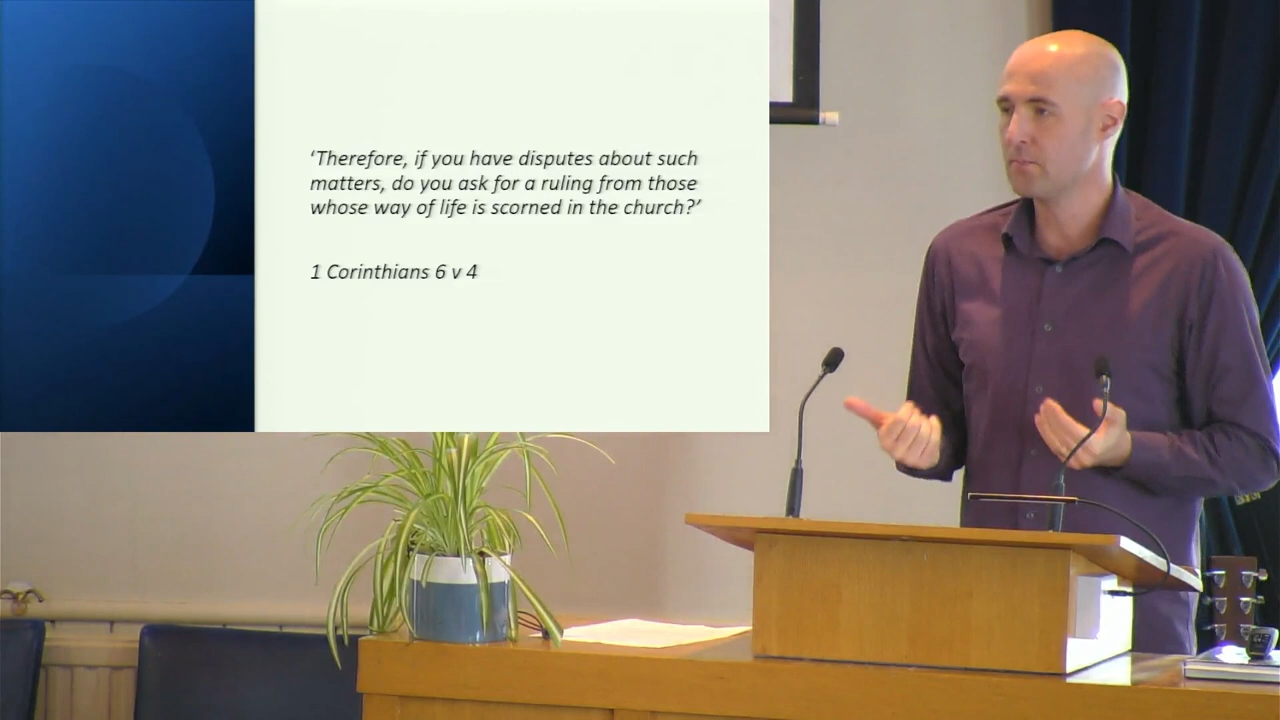 ‘Therefore, if you have disputes about such
matters, do you ask for a ruling from those
whose way of life is scorned in the church?’
1 Corinthians 6 v 4